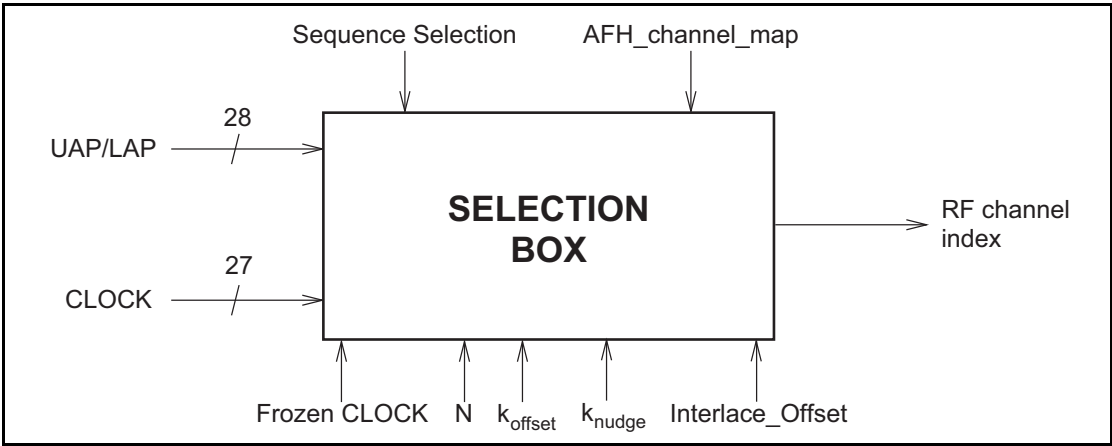 Sequence Selection
AFH_channel_map
28
UAP/LAP
SELECTION
BOX
RF channel
index
27
CLOCK
Frozen CLOCK
N
koffset
knudge
Interlace_Offset